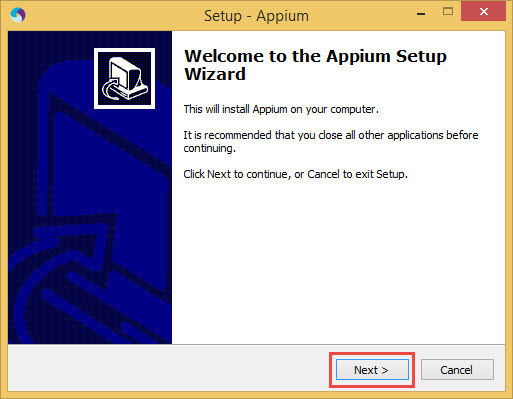 Setup - Appium
Welcome to the Appium Setup
Wizard
This will install Appium on your computer.
It is recommended that you close all other applications before
continuing.
Click Next to continue, or Cancel to exit Setup.
Next >
Cancel